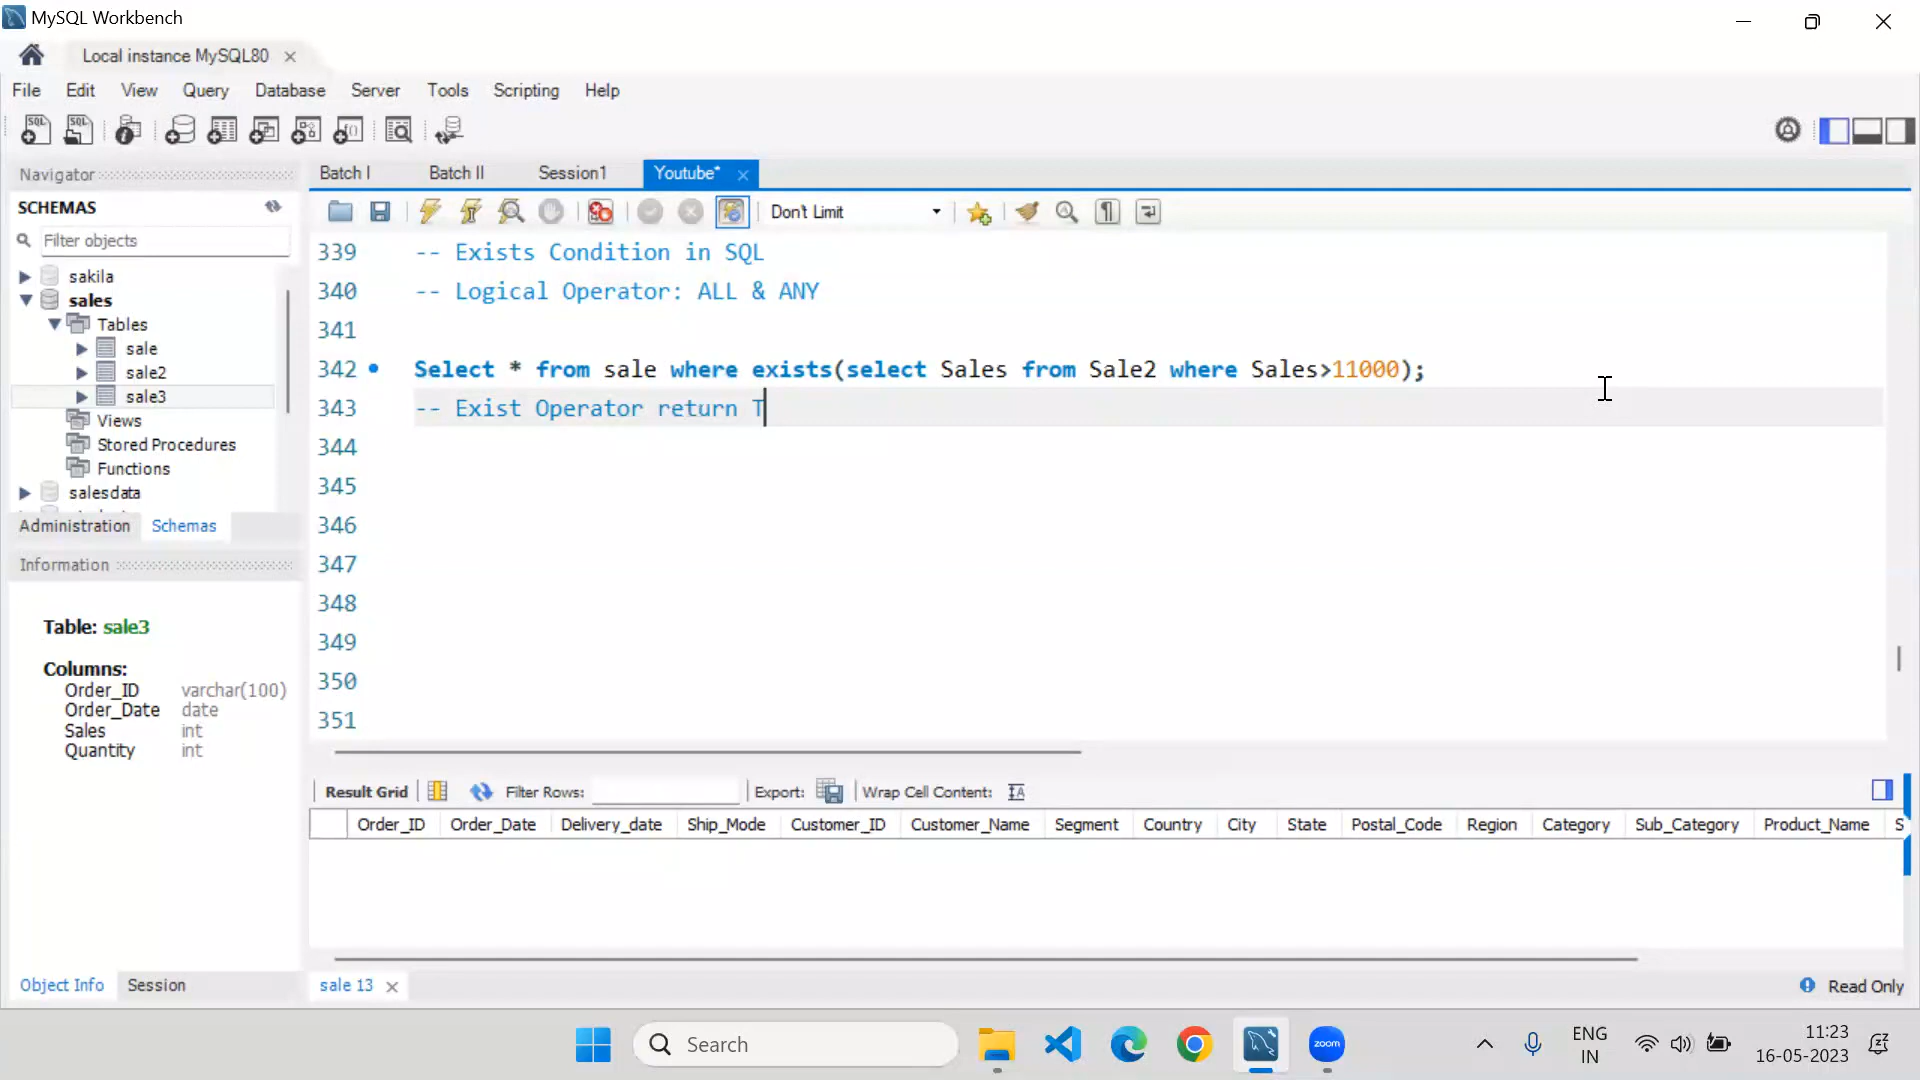 MySQL Workbench
Local instance MySQL80
File Edit View Query Database Server Tools Scripting Help
Navigator
Batch I Batch II Session1 Youtube*
SCHEMAS
Don't Limit
Filter objects
sakila
sales
Tables
sale
sale2
sale3
Views
Stored Procedures
Functions
salesdata
Administration Schemas
339 -- Exists Condition in SQL
340 -- Logical Operator: ALL & ANY
341
342 Select * from sale where exists(select Sales from Sale2 where Sales>11000);
343 -- Exist Operator return T
344
345
346
347
348
349
350
351
Information
Table: sale3
Columns:
Order_ID varchar(100)
Order_Date date
Sales int
Quantity int
Result Grid Filter Rows: Export: Wrap Cell Content:
Order_ID Order_Date Delivery_date Ship_Mode Customer_ID Customer_Name Segment Country City State Postal_Code Region Category Sub_Category Product_Name S
Object Info Session
sale 13
Read Only
Search
zoom
ENG
IN
11:23
16-05-2023